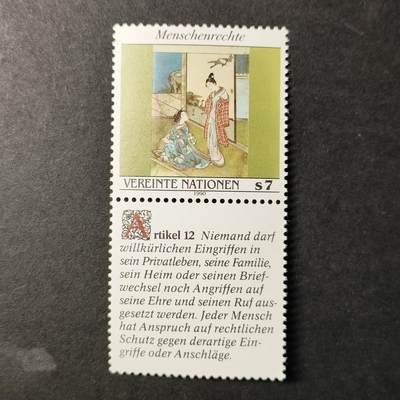 Menschenrechte
VEREINTE NATIONEN s 7
1990
Artikel 12 Niemand darf
willkürlichen Eingriffen in
sein Privatleben, seine Familie,
sein Heim oder seinen Brief-
wechsel noch Angriffen auf
seine Ehre und seinen Ruf aus-
gesetzt werden. Jeder Mensch
hat Anspruch auf rechtlichen
Schutz gegen derartige Ein-
griffe oder Anschläge.